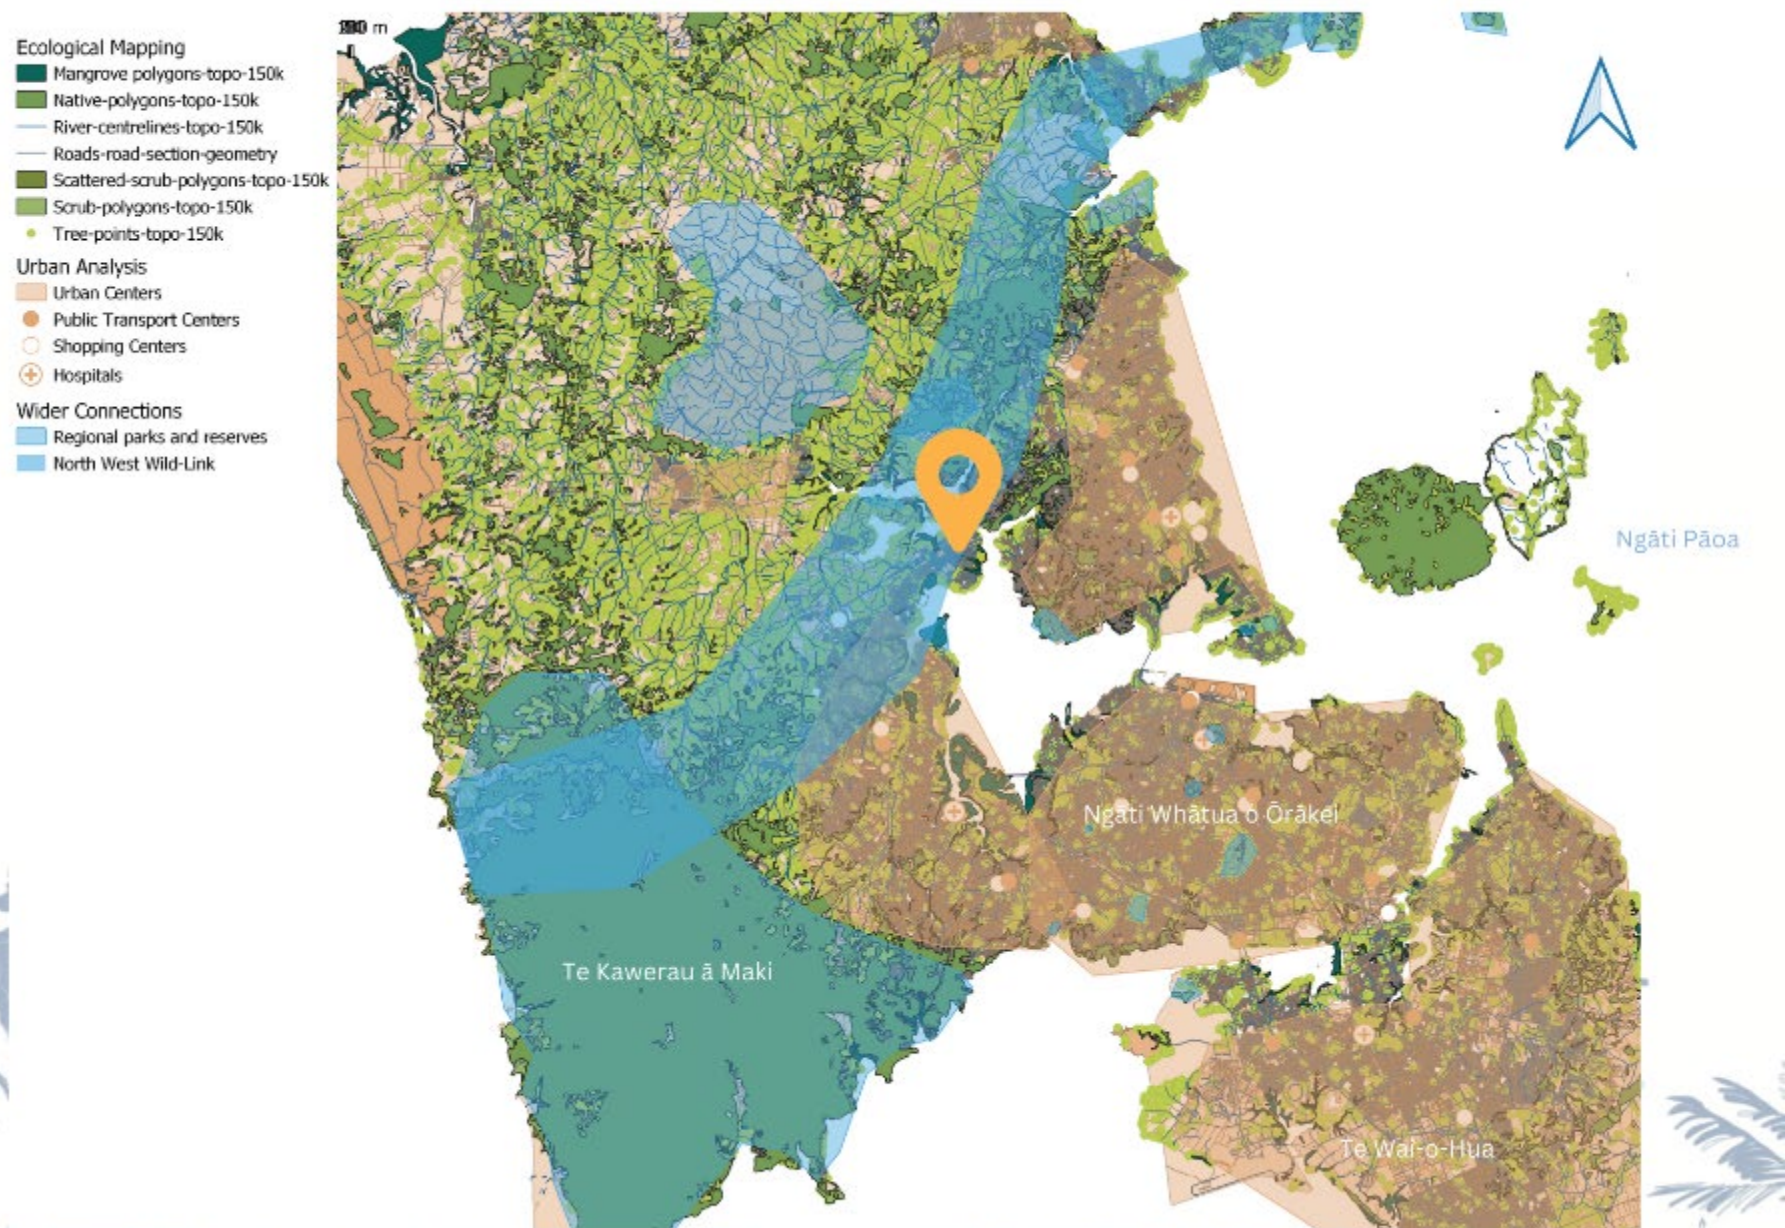 Ecological Mapping
Mangrove polygons-topo-150k
Native-polygons-topo-150k
River-centrelines-topo-150k
Roads-road-section-geometry
Scattered-scrub-polygons-topo-150k
Scrub-polygons-topo-150k
Tree-points-topo-150k
Urban Analysis
Urban Centers
Public Transport Centers
Shopping Centers
Hospitals
Wider Connections
Regional parks and reserves
North West Wild-Link
m
Ngāti Pāoa
Ngāti Whātua o Ōrākei
Te Kawerau ā Maki
Te Wai-o-Hua